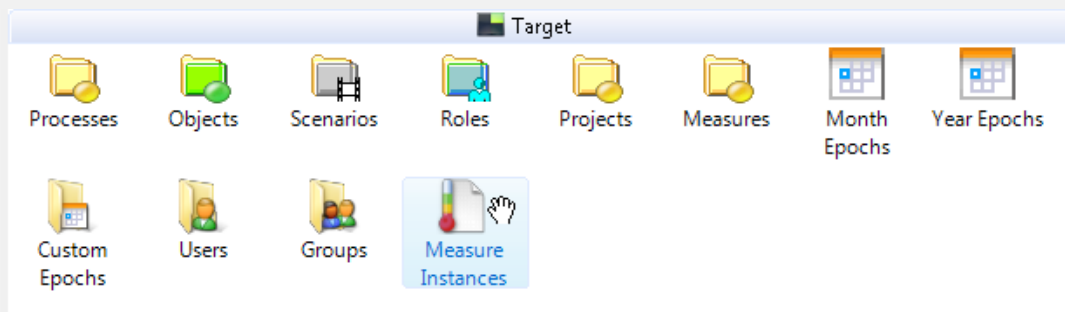 Target
Processes
Objects
Scenarios
Roles
Projects
Measures
Month
Epochs
Year Epochs
Custom
Epochs
Users
Groups
Measure
Instances